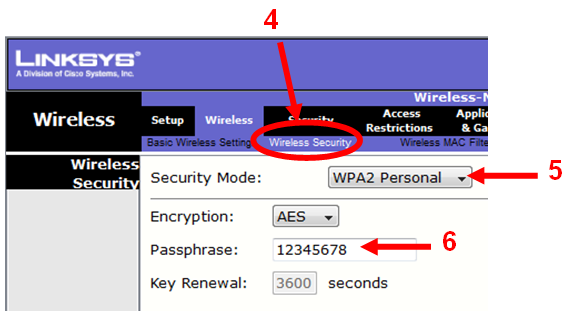 4
LINKSYS®
A Division of Cisco Systems, Inc.
Wireless-N
Wireless
Setup Wireless Security Access Restrictions Applic & Ga
Basic Wireless Setting Wireless Security Wireless MAC Filte
Wireless Security
Security Mode: WPA2 Personal 5
Encryption: AES
Passphrase: 12345678 6
Key Renewal: 3600 seconds